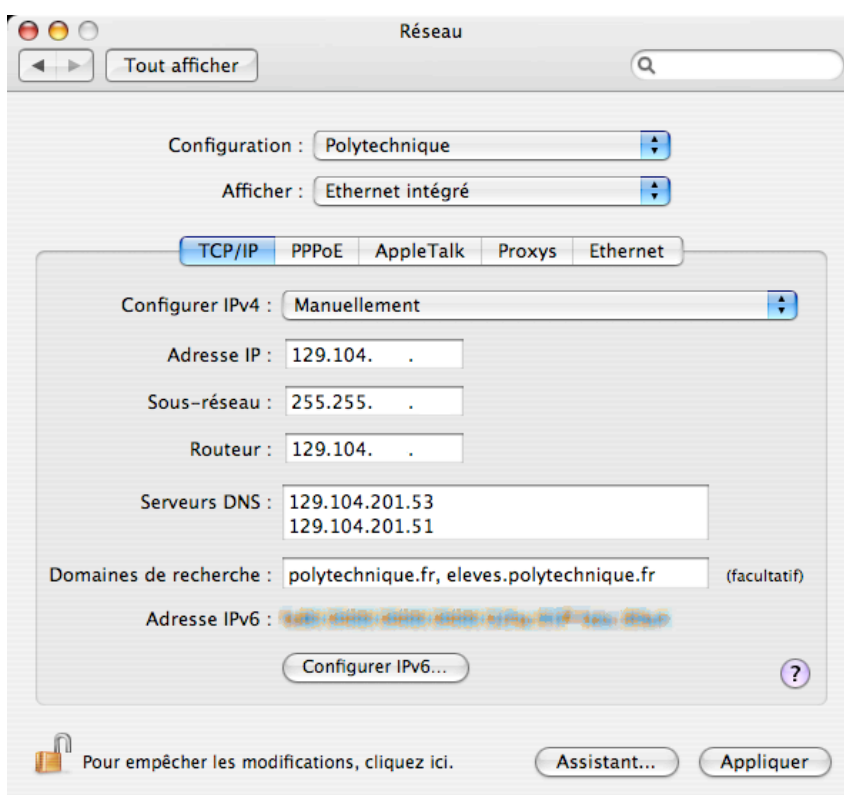 Réseau
Tout afficher
Configuration : Polytechnique
Afficher : Ethernet intégré
TCP/IP PPPoE AppleTalk Proxys Ethernet
Configurer IPv4 : Manuellement
Adresse IP : 129.104. .
Sous-réseau : 255.255. .
Routeur : 129.104. .
Serveurs DNS : 129.104.201.53
129.104.201.51
Domaines de recherche : polytechnique.fr, eleves.polytechnique.fr (facultatif)
Adresse IPv6 :
Configurer IPv6... ?
Pour empêcher les modifications, cliquez ici. Assistant... Appliquer